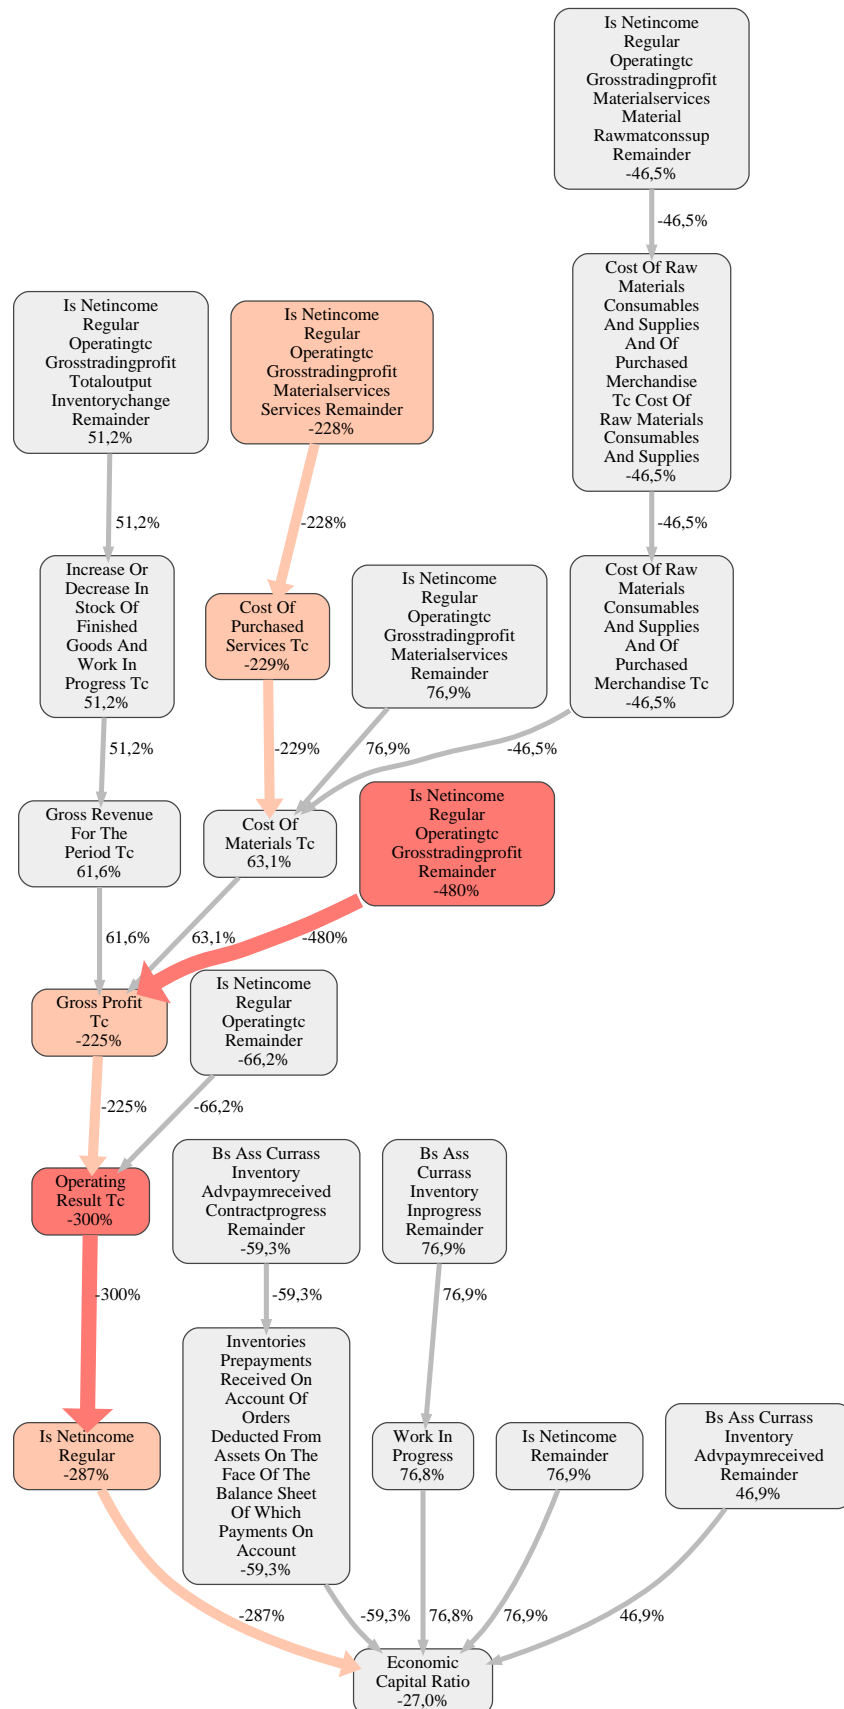 Is Netincome
Regular
Operatingtc
Grosstradingprofit
Materialservices
Material
Rawmatconssup
Remainder
-46,5%
-46,5%
Cost Of Raw
Materials
Consumables
And Supplies
And Of
Purchased
Merchandise
Tc Cost Of
Raw Materials
Consumables
And Supplies
-46,5%
Is Netincome
Regular
Operatingtc
Grosstradingprofit
Totaloutput
Inventorychange
Remainder
51,2%
Is Netincome
Regular
Operatingtc
Grosstradingprofit
Materialservices
Services Remainder
-228%
51,2%
-228%
-46,5%
Increase Or
Decrease In
Stock Of
Finished
Goods And
Work In
Progress Tc
51,2%
Cost Of
Purchased
Services Tc
-229%
Is Netincome
Regular
Operatingtc
Grosstradingprofit
Materialservices
Remainder
76,9%
Cost Of Raw
Materials
Consumables
And Supplies
And Of
Purchased
Merchandise Tc
-46,5%
51,2%
-229%
76,9%
-46,5%
Gross Revenue
For The
Period Tc
61,6%
Cost Of
Materials Tc
63,1%
Is Netincome
Regular
Operatingtc
Grosstradingprofit
Remainder
-480%
61,6%
63,1%
-480%
Gross Profit
Tc
-225%
Is Netincome
Regular
Operatingtc
Remainder
-66,2%
-225%
-66,2%
Operating
Result Tc
-300%
Bs Ass Currass
Inventory
Advpaymreceived
Contractprogress
Remainder
-59,3%
Bs Ass
Currass
Inventory
Inprogress
Remainder
76,9%
-300%
-59,3%
76,9%
Inventories
Prepayments
Received On
Account Of
Orders
Deducted From
Assets On The
Face Of The
Balance Sheet
Of Which
Payments On
Account
-59,3%
Is Netincome
Regular
-287%
Work In
Progress
76,8%
Is Netincome
Remainder
76,9%
Bs Ass Currass
Inventory
Advpaymreceived
Remainder
46,9%
-287%
-59,3%
76,8%
76,9%
46,9%
Economic
Capital Ratio
-27,0%